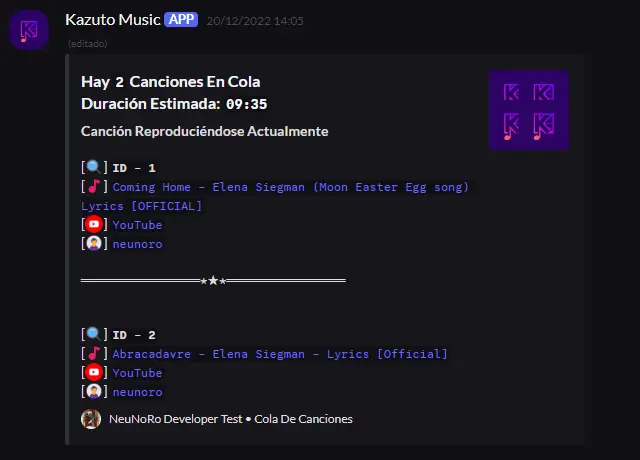 Kazuto Music APP 20/12/2022 14:05
(editado)
Hay 2 Canciones En Cola
Duración Estimada: 09:35
Canción Reproduciéndose Actualmente
[🔍] ID - 1
[🎵] Coming Home - Elena Siegman (Moon Easter Egg song)
Lyrics [OFFICIAL]
[▶] YouTube
[👤] neunoro
════════════════⋆★⋆════════════════
[🔍] ID - 2
[🎵] Abracadavre - Elena Siegman - Lyrics [Official]
[▶] YouTube
[👤] neunoro
NeuNoRo Developer Test • Cola De Canciones